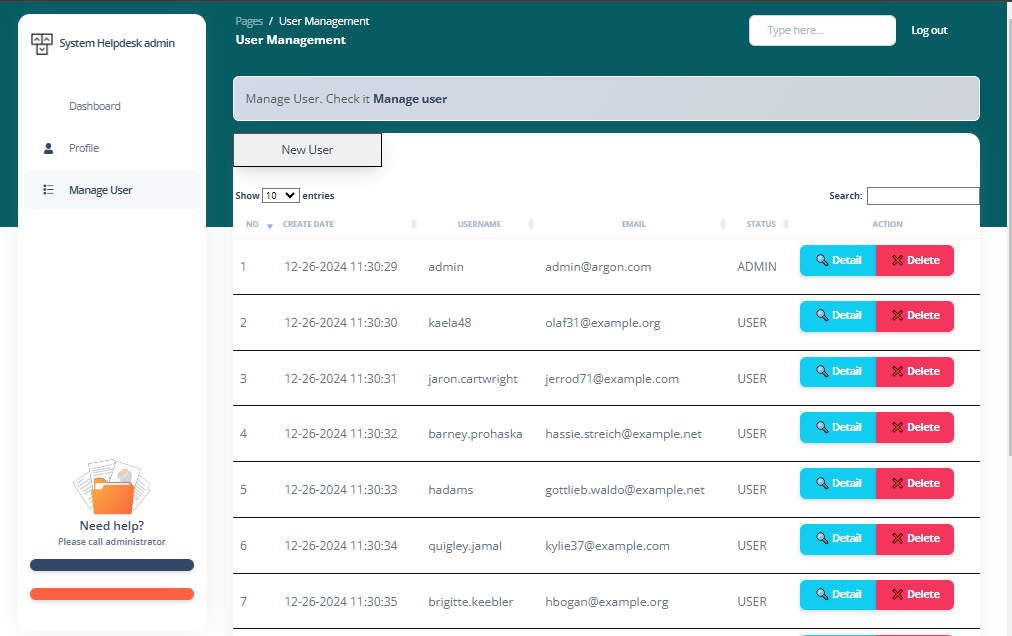 System Helpdesk admin
Dashboard
Profile
Manage User
Need help?
Please call administrator
Pages / User Management
User Management
Type here...
Log out
Manage User. Check it Manage user
New User
Show 10 entries
Search:
NO CREATE DATE USERNAME EMAIL STATUS ACTION
1 12-26-2024 11:30:29 admin admin@argon.com ADMIN Detail Delete
2 12-26-2024 11:30:30 kaela48 olaf31@example.org USER Detail Delete
3 12-26-2024 11:30:31 jaron.cartwright jerrod71@example.com USER Detail Delete
4 12-26-2024 11:30:32 barney.prohaska hassie.streich@example.net USER Detail Delete
5 12-26-2024 11:30:33 hadams gottlieb.waldo@example.net USER Detail Delete
6 12-26-2024 11:30:34 quigley.jamal kylie37@example.com USER Detail Delete
7 12-26-2024 11:30:35 brigitte.keebler hbogan@example.org USER Detail Delete